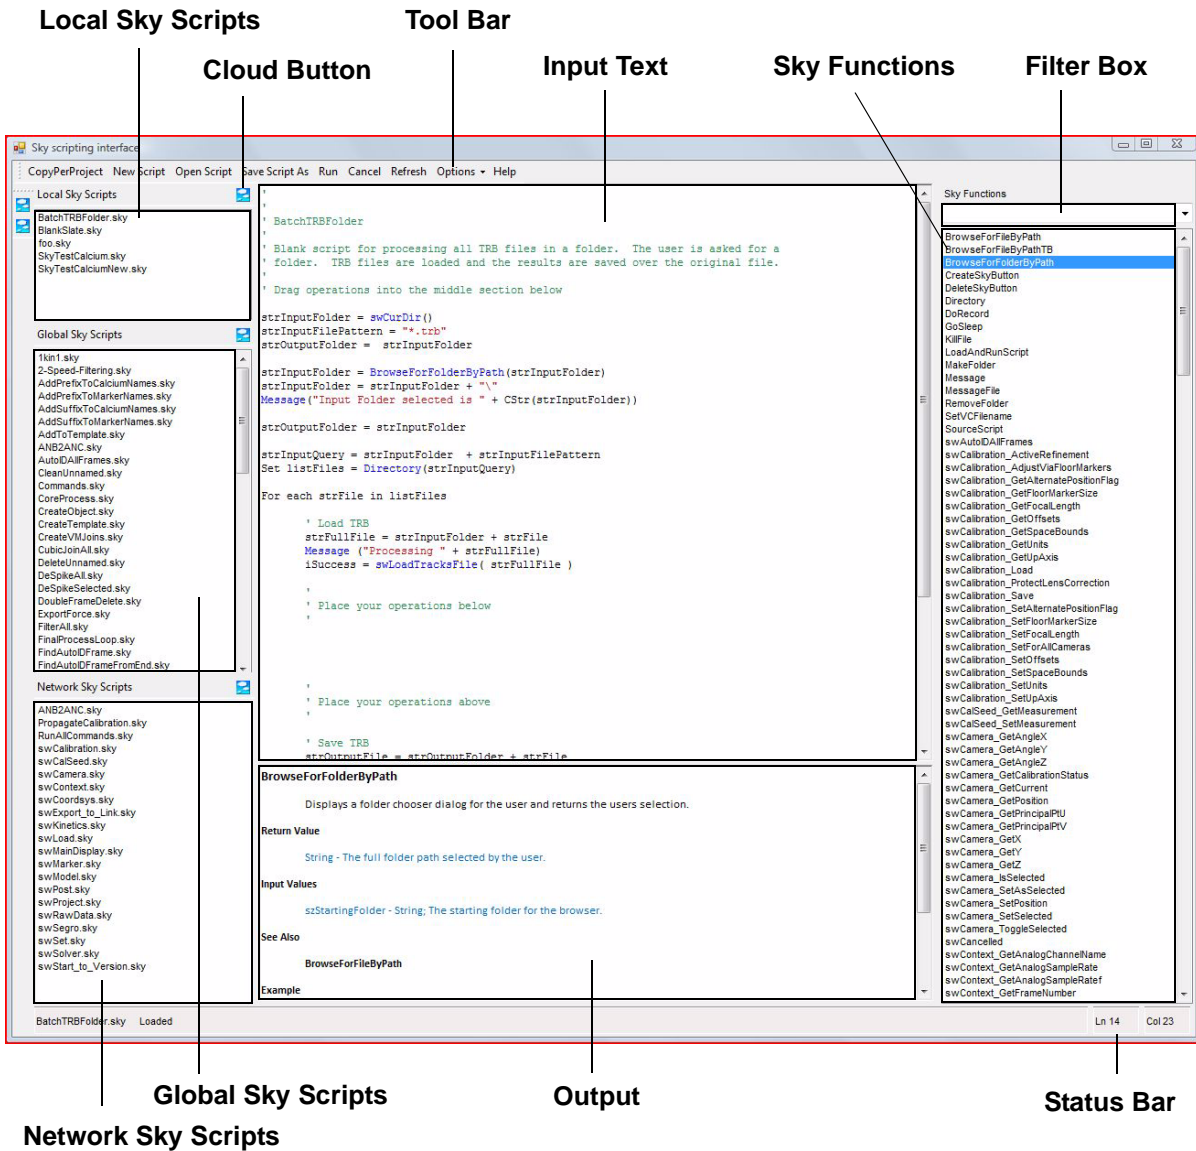 Local Sky Scripts
Tool Bar
Cloud Button
Input Text
Sky Functions
Filter Box
Sky scripting interface
CopyPerProject New Script Open Script Save Script As Run Cancel Refresh Options Help
Local Sky Scripts
BatchTRBFolder.sky
BlankSlate.sky
foo.sky
SkyTestCalcium.sky
SkyTestCalciumNew.sky
Global Sky Scripts
1kin1.sky
2-Speed-Filtering.sky
AddPrefixToCalciumNames.sky
AddPrefixToMarkerNames.sky
AddSuffixToCalciumNames.sky
AddSuffixToMarkerNames.sky
AddToTemplate.sky
ANB2ANC.sky
AutoIDAllFrames.sky
CleanUnnamed.sky
Commands.sky
CoreProcess.sky
CreateObject.sky
CreateTemplate.sky
CreateVMJoins.sky
CubicJoinAll.sky
DeleteUnnamed.sky
DeSpikeAll.sky
DeSpikeSelected.sky
DoubleFrameDelete.sky
ExportForce.sky
FilterAll.sky
FinalProcessLoop.sky
FindAutoIDFrame.sky
FindAutoIDFrameFromEnd.sky
Network Sky Scripts
ANB2ANC.sky
PropagateCalibration.sky
RunAllCommands.sky
swCalibration.sky
swCalSeed.sky
swCamera.sky
swContext.sky
swCoordsys.sky
swExport_to_Link.sky
swKinetics.sky
swLoad.sky
swMainDisplay.sky
swMarker.sky
swModel.sky
swPost.sky
swProject.sky
swRawData.sky
swSegro.sky
swSet.sky
swSolver.sky
swStart_to_Version.sky
'
'
' BatchTRBFolder
'
' Blank script for processing all TRB files in a folder. The user is asked for a
' folder. TRB files are loaded and the results are saved over the original file.
'
' Drag operations into the middle section below
strInputFolder = swCurDir()
strInputFilePattern = "*.trb"
strOutputFolder = strInputFolder
strInputFolder = BrowseForFolderByPath(strInputFolder)
strInputFolder = strInputFolder + "\"
Message("Input Folder selected is " + CStr(strInputFolder))
strOutputFolder = strInputFolder
strInputQuery = strInputFolder + strInputFilePattern
Set listFiles = Directory(strInputQuery)
For each strFile in listFiles
' Load TRB
strFullFile = strInputFolder + strFile
Message ("Processing " + strFullFile)
iSuccess = swLoadTracksFile( strFullFile )
'
' Place your operations below
'
'
' Place your operations above
'
' Save TRB
strOutputFile = strOutputFolder + strFile
BrowseForFolderByPath
Displays a folder chooser dialog for the user and returns the users selection.
Return Value
String - The full folder path selected by the user.
Input Values
szStartingFolder - String; The starting folder for the browser.
See Also
BrowseForFileByPath
Example
Sky Functions
BrowseForFileByPath
BrowseForFileByPathTB
BrowseForFolderByPath
CreateSkyButton
DeleteSkyButton
Directory
DoRecord
GoSleep
KillFile
LoadAndRunScript
MakeFolder
Message
MessageFile
RemoveFolder
SetVCFilename
SourceScript
swAutoIDAllFrames
swCalibration_ActiveRefinement
swCalibration_AdjustViaFloorMarkers
swCalibration_GetAlternatePositionFlag
swCalibration_GetFloorMarkerSize
swCalibration_GetFocalLength
swCalibration_GetOffsets
swCalibration_GetSpaceBounds
swCalibration_GetUnits
swCalibration_GetUpAxis
swCalibration_Load
swCalibration_ProtectLensCorrection
swCalibration_Save
swCalibration_SetAlternatePositionFlag
swCalibration_SetFloorMarkerSize
swCalibration_SetFocalLength
swCalibration_SetForAllCameras
swCalibration_SetOffsets
swCalibration_SetSpaceBounds
swCalibration_SetUnits
swCalibration_SetUpAxis
swCalSeed_GetMeasurement
swCalSeed_SetMeasurement
swCamera_GetAngleX
swCamera_GetAngleY
swCamera_GetAngleZ
swCamera_GetCalibrationStatus
swCamera_GetCurrent
swCamera_GetPosition
swCamera_GetPrincipalPtU
swCamera_GetPrincipalPtV
swCamera_GetX
swCamera_GetY
swCamera_GetZ
swCamera_IsSelected
swCamera_SetAsSelected
swCamera_SetPosition
swCamera_SetSelected
swCamera_ToggleSelected
swCancelled
swContext_GetAnalogChannelName
swContext_GetAnalogSampleRate
swContext_GetAnalogSampleRatef
swContext_GetFrameNumber
BatchTRBFolder.sky Loaded
Ln 14 Col 23
Global Sky Scripts
Output
Status Bar
Network Sky Scripts